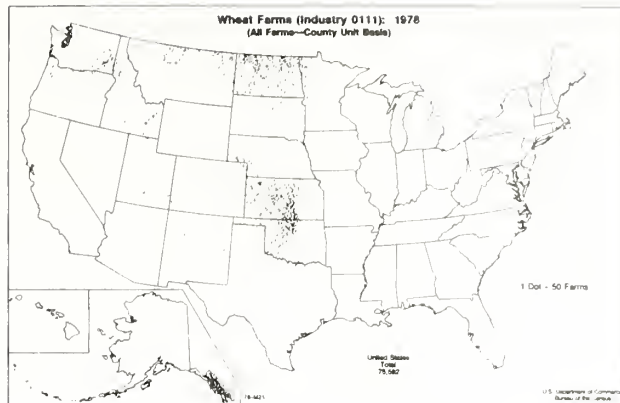 Wheat Farms (Industry 0111): 1978
(All Farms—County Unit Basis)
1 Dot - 50 Farms
United States
Total
75,582
U.S. Department of Commerce
Bureau of the Census